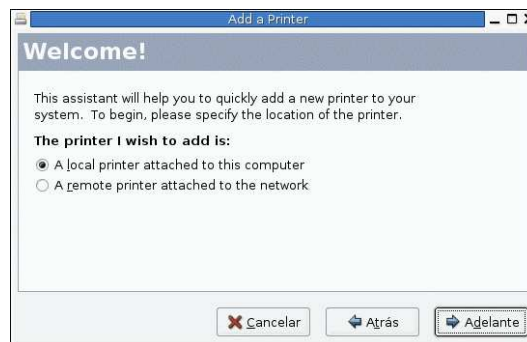 Add a Printer
Welcome!
This assistant will help you to quickly add a new printer to your
system. To begin, please specify the location of the printer.
The printer I wish to add is:
A local printer attached to this computer
A remote printer attached to the network
Cancelar
Atrás
Adelante